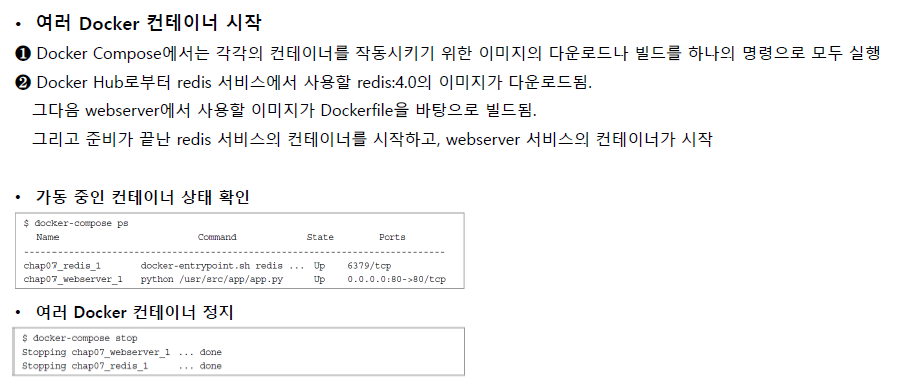 • 여러 Docker 컨테이너 시작
❶ Docker Compose에서는 각각의 컨테이너를 작동시키기 위한 이미지의 다운로드나 빌드를 하나의 명령으로 모두 실행
❷ Docker Hub로부터 redis 서비스에서 사용할 redis:4.0의 이미지가 다운로드됨.
그다음 webserver에서 사용할 이미지가 Dockerfile을 바탕으로 빌드됨.
그리고 준비가 끝난 redis 서비스의 컨테이너를 시작하고, webserver 서비스의 컨테이너가 시작
• 가동 중인 컨테이너 상태 확인
$ docker-compose ps
Name Command State Ports
-----------------------------------------------------------------------
chap07_redis_1 docker-entrypoint.sh redis ... Up 6379/tcp
chap07_webserver_1 python /usr/src/app/app.py Up 0.0.0.0:80->80/tcp
• 여러 Docker 컨테이너 정지
$ docker-compose stop
Stopping chap07_webserver_1 ... done
Stopping chap07_redis_1 ... done